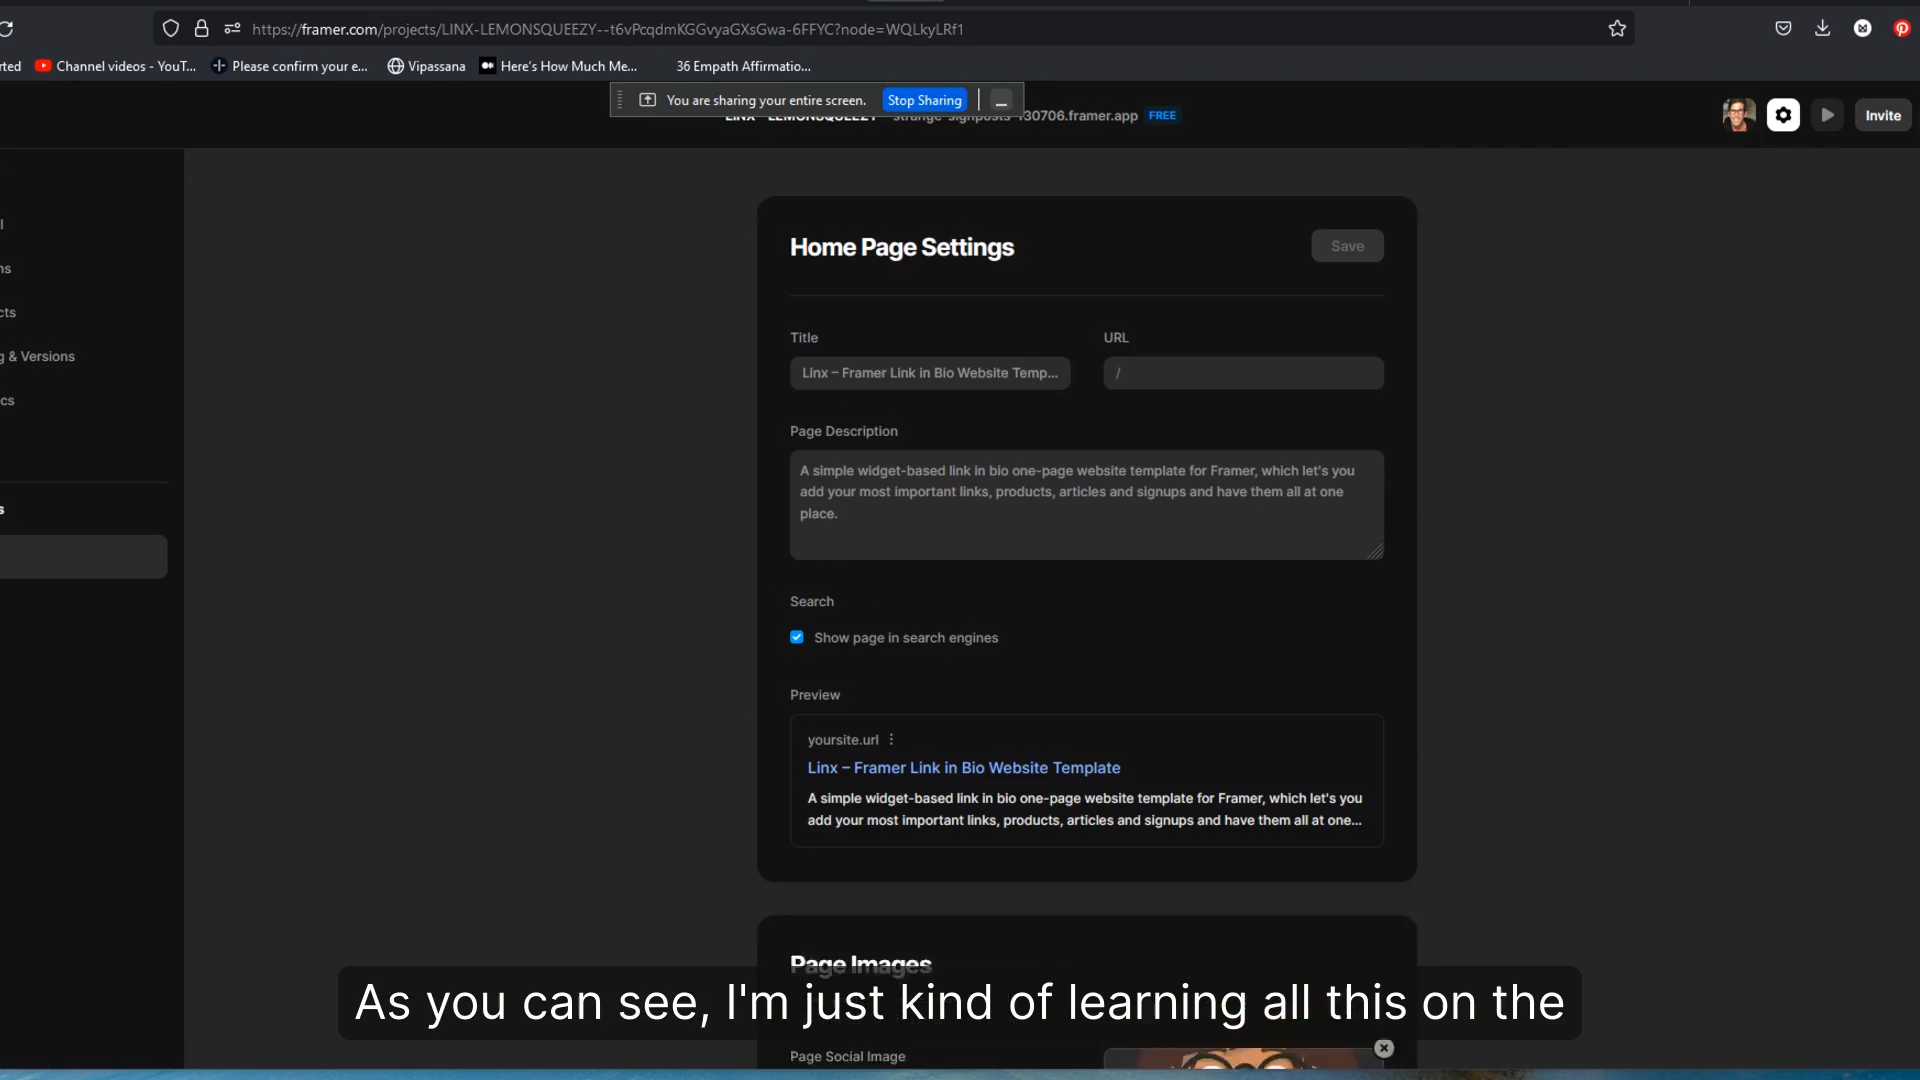 https://framer.com/projects/LINX-LEMONSQUEEZY--t6vPcqdmKGGvyaGXsGwa-6FFYC?node=WQLkyLRf1
rted Channel videos - YouT... Please confirm your e... Vipassana Here's How Much Me... 36 Empath Affirmatio...
You are sharing your entire screen. Stop Sharing
LINX - LEMONSQUEEZY 30706.framer.app FREE
Invite
Home Page Settings
Save
Title
URL
Linx – Framer Link in Bio Website Temp...
/
g & Versions
Page Description
A simple widget-based link in bio one-page website template for Framer, which let's you
add your most important links, products, articles and signups and have them all at one
place.
Search
Show page in search engines
Preview
yoursite.url
Linx – Framer Link in Bio Website Template
A simple widget-based link in bio one-page website template for Framer, which let's you
add your most important links, products, articles and signups and have them all at one...
Page Images
As you can see, I'm just kind of learning all this on the
Page Social Image